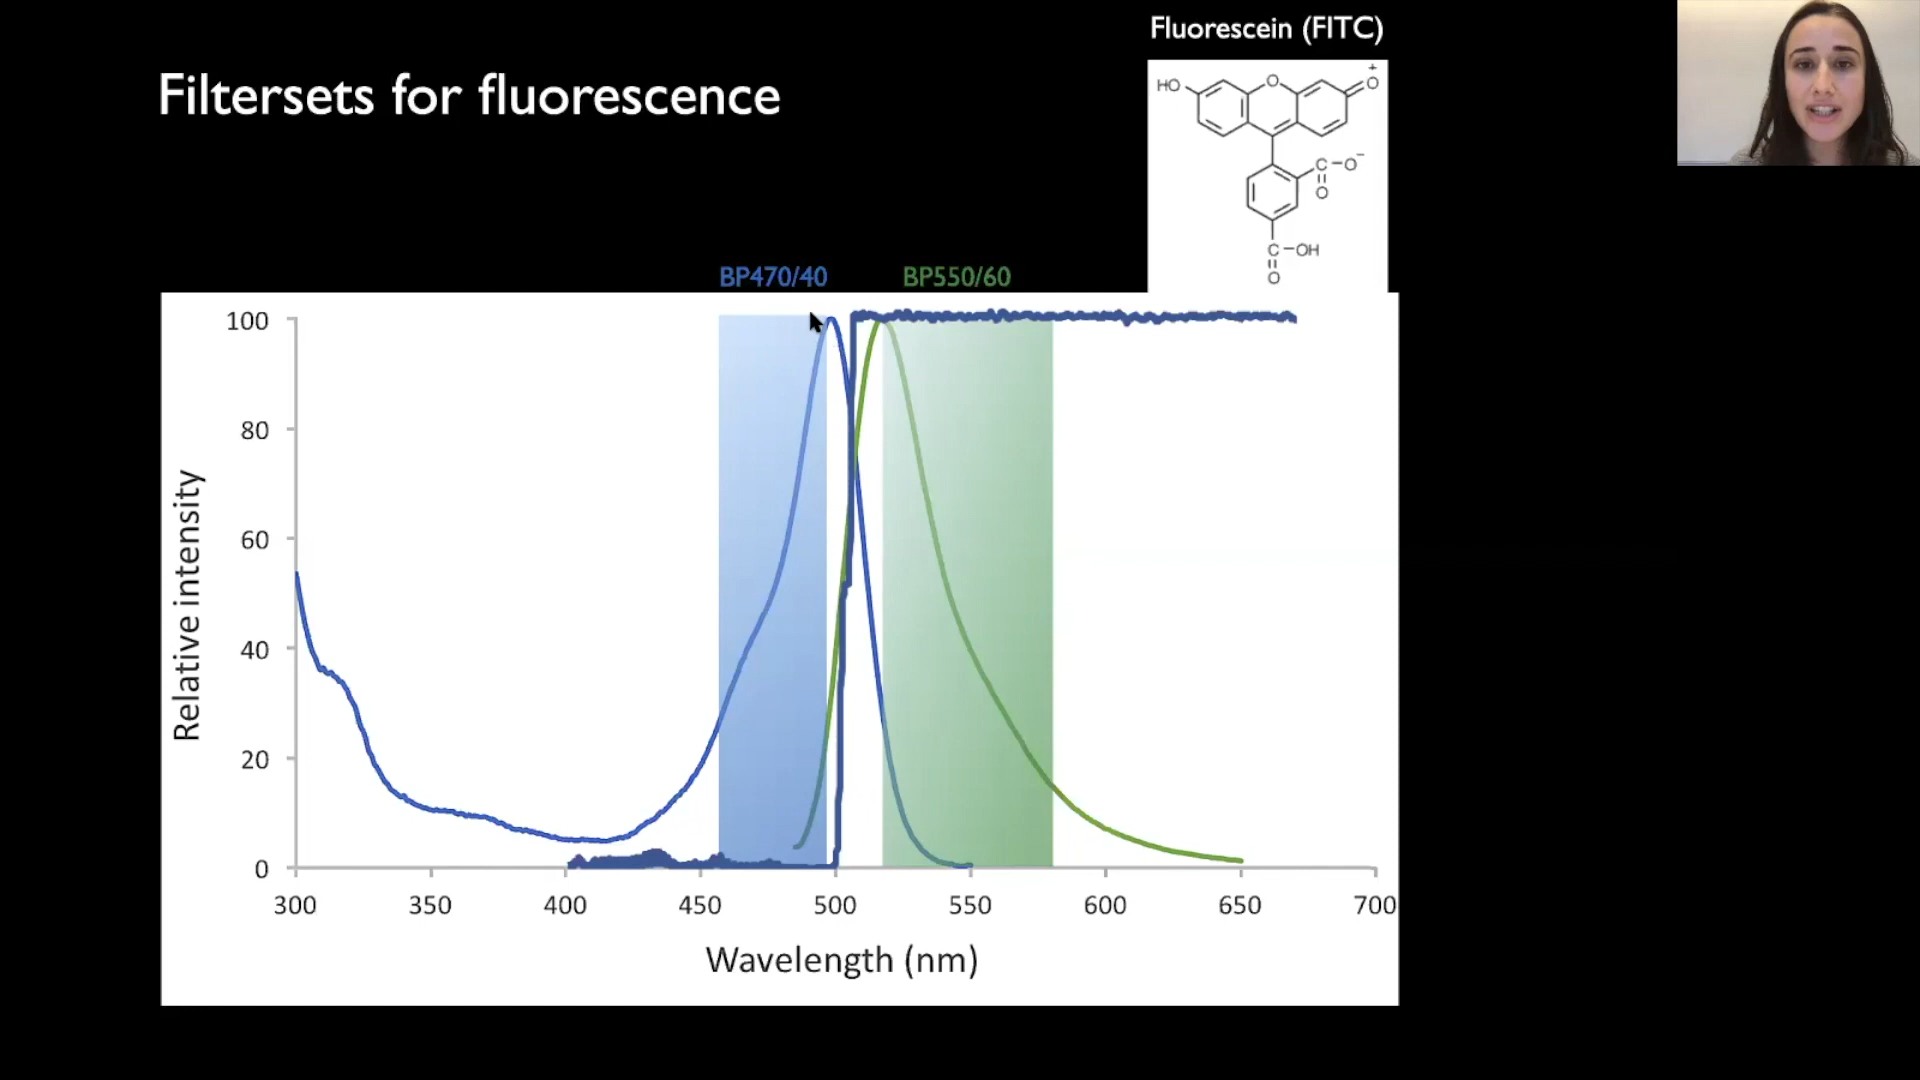 Fluorescein (FITC)
Filtersets for fluorescence
HO
O
+
O
C-O-
O
C-OH
O
BP470/40
BP550/60
100
80
60
40
20
0
Relative intensity
300 350 400 450 500 550 600 650 700
Wavelength (nm)